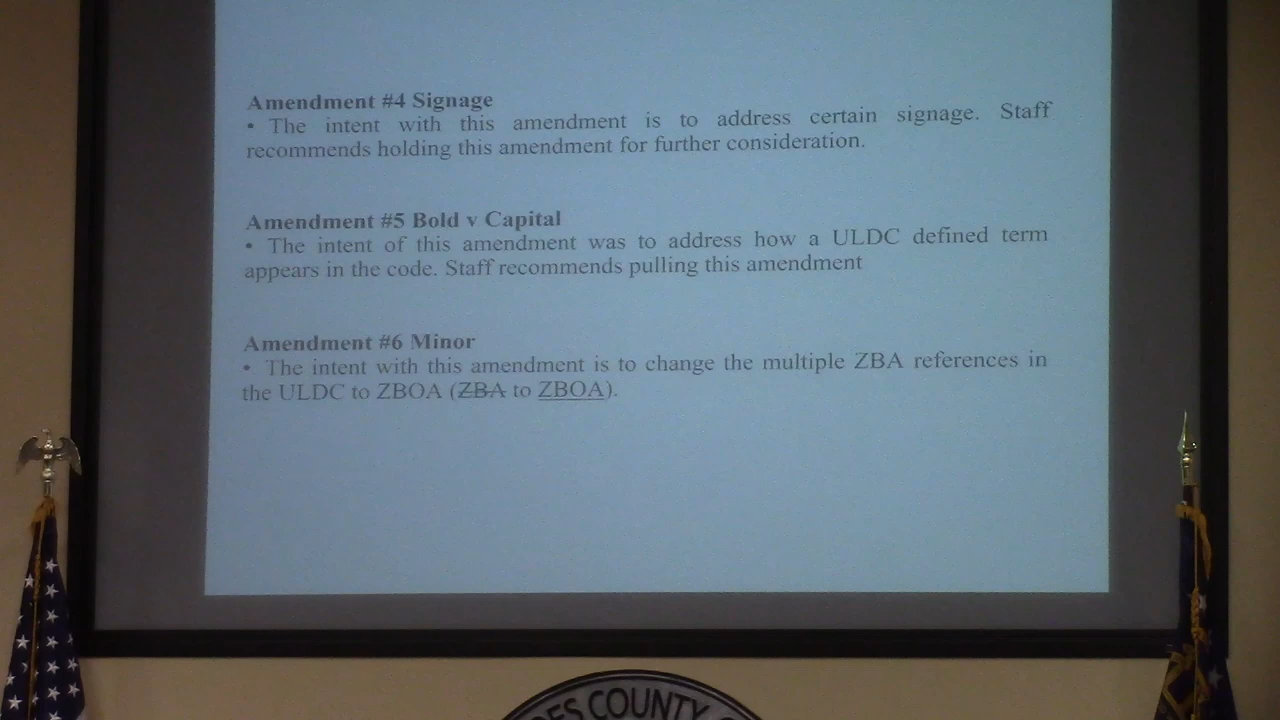 Amendment #4 Signage
• The intent with this amendment is to address certain signage. Staff
recommends holding this amendment for further consideration.
Amendment #5 Bold v Capital
• The intent of this amendment was to address how a ULDC defined term
appears in the code. Staff recommends pulling this amendment
Amendment #6 Minor
• The intent with this amendment is to change the multiple ZBA references in
the ULDC to ZBOA (ZBA to ZBOA).
COUNTY